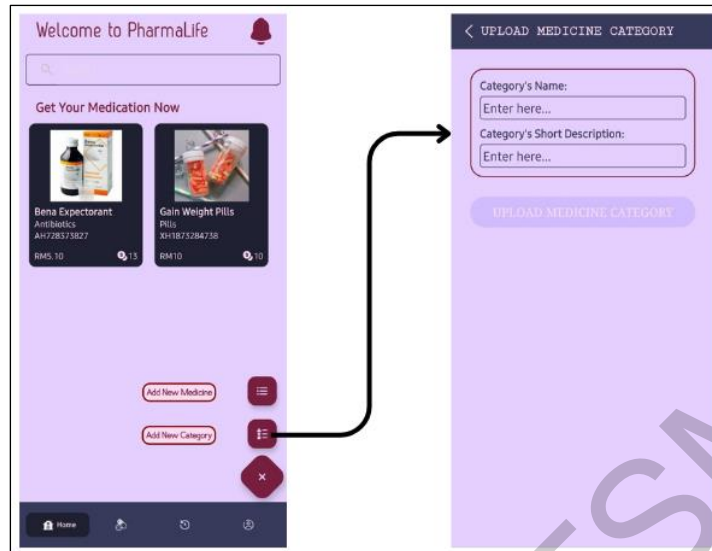 Welcome to PharmaLife
Get Your Medication Now
Bena Expectorant
Antibiotics
AH728373827
RM5.10
13
Gain Weight Pills
Pills
XH1873284738
RM10
10
Add New Medicine
Add New Category
Home
UPLOAD MEDICINE CATEGORY
Category's Name:
Enter here...
Category's Short Description:
Enter here...
UPLOAD MEDICINE CATEGORY